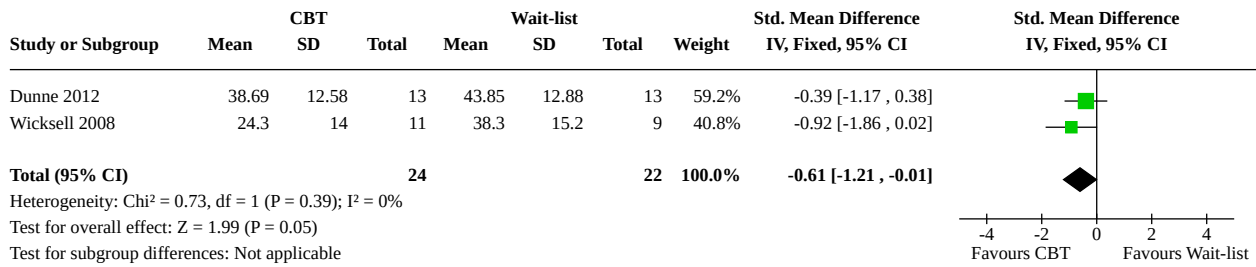 CBT Wait-list Std. Mean Difference Std. Mean Difference
Study or Subgroup Mean SD Total Mean SD Total Weight IV, Fixed, 95% CI IV, Fixed, 95% CI
Dunne 2012 38.69 12.58 13 43.85 12.88 13 59.2% -0.39 [-1.17 , 0.38]
Wicksell 2008 24.3 14 11 38.3 15.2 9 40.8% -0.92 [-1.86 , 0.02]
Total (95% CI) 24 22 100.0% -0.61 [-1.21 , -0.01]
Heterogeneity: Chi² = 0.73, df = 1 (P = 0.39); I² = 0%
Test for overall effect: Z = 1.99 (P = 0.05)
-4 -2 0 2 4
Test for subgroup differences: Not applicable
Favours CBT Favours Wait-list